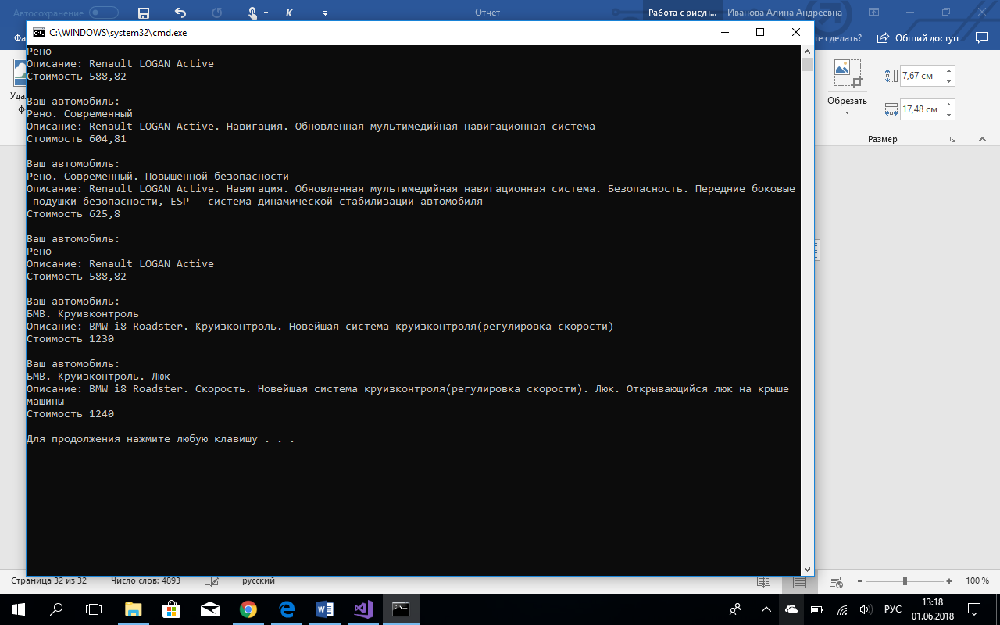 Автосохранение
K
Отчет
Работа с рисун...
Иванова Алина Андреевна
C:\WINDOWS\system32\cmd.exe
Фа
те сделать?
Общий доступ
Рено
Описание: Renault LOGAN Active
Стоимость 588,82
Ваш автомобиль:
Рено. Современный
Описание: Renault LOGAN Active. Навигация. Обновленная мультимедийная навигационная система
Стоимость 604,81
Ваш автомобиль:
Рено. Современный. Повышенной безопасности
Описание: Renault LOGAN Active. Навигация. Обновленная мультимедийная навигационная система. Безопасность. Передние боковые
подушки безопасности, ESP - система динамической стабилизации автомобиля
Стоимость 625,8
Ваш автомобиль:
Рено
Описание: Renault LOGAN Active
Стоимость 588,82
Ваш автомобиль:
БМВ. Круизконтроль
Описание: BMW i8 Roadster. Круизконтроль. Новейшая система круизконтроля(регулировка скорости)
Стоимость 1230
Ваш автомобиль:
БМВ. Круизконтроль. Люк
Описание: BMW i8 Roadster. Скорость. Новейшая система круизконтроля(регулировка скорости). Люк. Открывающийся люк на крыше
машины
Стоимость 1240
Для продолжения нажмите любую клавишу . . .
Уда
ф
Обрезать
7,67 см
17,48 см
Размер
Страница 32 из 32
Число слов: 4893
русский
100 %
РУС
13:18
01.06.2018